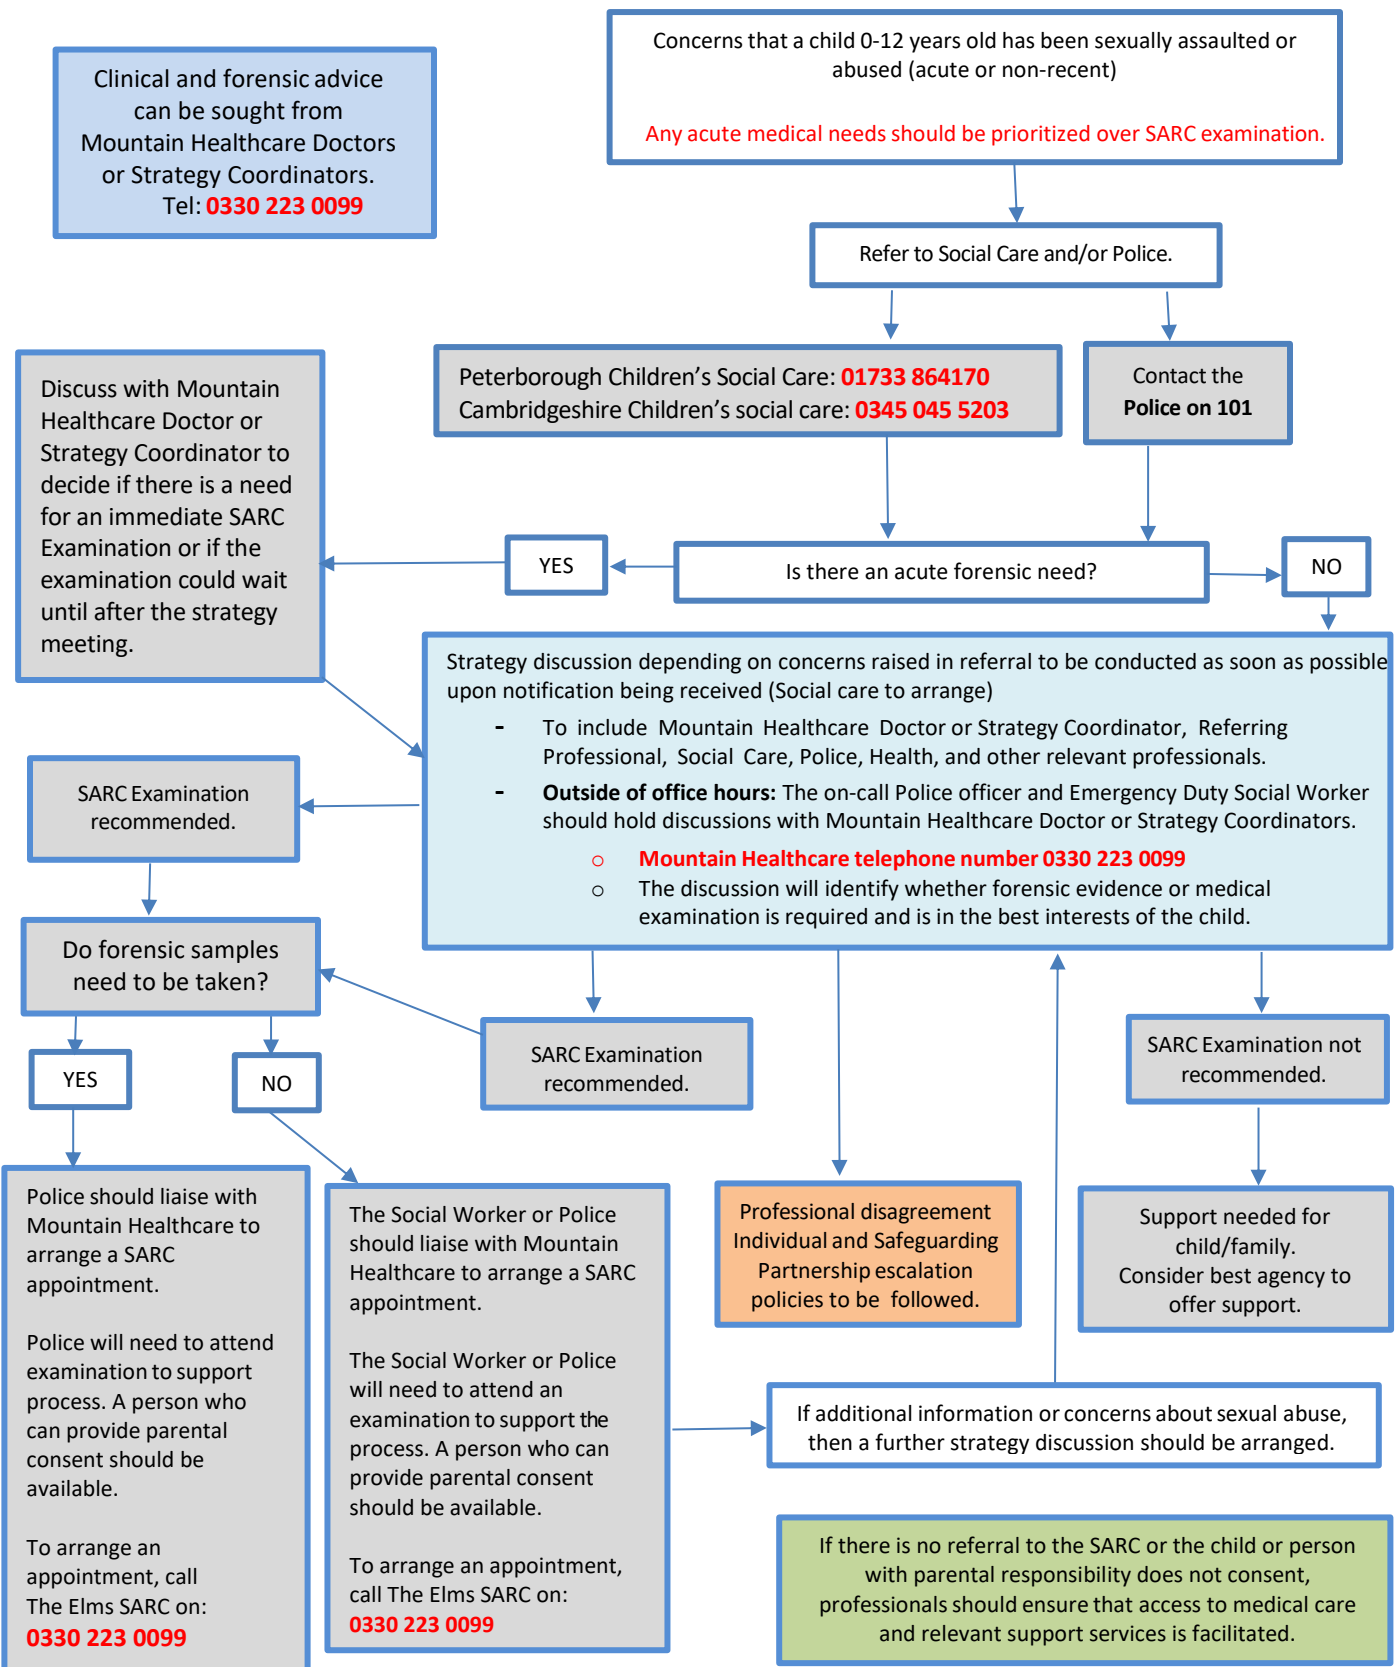 Concerns that a child 0-12 years old has been sexually assaulted or
abused (acute or non-recent)
Any acute medical needs should be prioritized over SARC examination.
Clinical and forensic advice
can be sought from
Mountain Healthcare Doctors
or Strategy Coordinators.
Tel: 0330 223 0099
Refer to Social Care and/or Police.
Peterborough Children’s Social Care: 01733 864170
Cambridgeshire Children’s social care: 0345 045 5203
Contact the
Police on 101
Discuss with Mountain
Healthcare Doctor or
Strategy Coordinator to
decide if there is a need
for an immediate SARC
Examination or if the
examination could wait
until after the strategy
meeting.
YES
Is there an acute forensic need?
NO
Strategy discussion depending on concerns raised in referral to be conducted as soon as possible
upon notification being received (Social care to arrange)
- To include Mountain Healthcare Doctor or Strategy Coordinator, Referring
Professional, Social Care, Police, Health, and other relevant professionals.
- Outside of office hours: The on-call Police officer and Emergency Duty Social Worker
should hold discussions with Mountain Healthcare Doctor or Strategy Coordinators.
o Mountain Healthcare telephone number 0330 223 0099
o The discussion will identify whether forensic evidence or medical
examination is required and is in the best interests of the child.
SARC Examination
recommended.
Do forensic samples
need to be taken?
YES
NO
SARC Examination
recommended.
SARC Examination not
recommended.
Police should liaise with
Mountain Healthcare to
arrange a SARC
appointment.
Police will need to attend
examination to support
process. A person who
can provide parental
consent should be
available.
To arrange an
appointment, call
The Elms SARC on:
0330 223 0099
The Social Worker or Police
should liaise with Mountain
Healthcare to arrange a SARC
appointment.
The Social Worker or Police
will need to attend an
examination to support the
process. A person who can
provide parental consent
should be available.
To arrange an appointment,
call The Elms SARC on:
0330 223 0099
Professional disagreement
Individual and Safeguarding
Partnership escalation
policies to be followed.
Support needed for
child/family.
Consider best agency to
offer support.
If additional information or concerns about sexual abuse,
then a further strategy discussion should be arranged.
If there is no referral to the SARC or the child or person
with parental responsibility does not consent,
professionals should ensure that access to medical care
and relevant support services is facilitated.